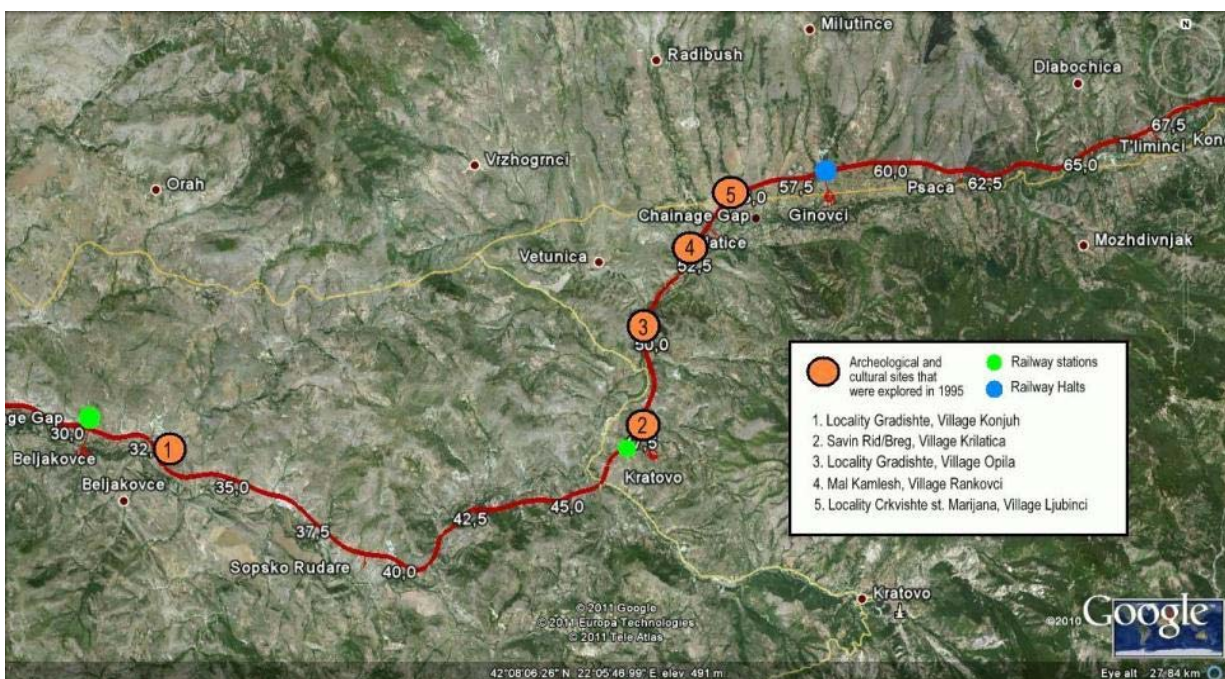 Milutince
Radibush
Dlabochica
67,5
T'liminci
Vrzhogrnci
57,5
60,0
65,0
Orah
5
Psaca
62,5
Chainage Gap
Ginovci
4
Mozhdivnjak
Vetunica
52,5
3
50,0
Archeological and
cultural sites that
were explored in 1995
Railway stations
Railway Halts
1. Locality Gradishte, Village Konjuh
2. Savin Rid/Breg, Village Krilatica
3. Locality Gradishte, Village Opila
4. Mal Kamlesh, Village Rankovci
5. Locality Crkvishte st. Marijana, Village Ljubinci
Gap
30,0
2
1
Beljakovce
Kratovo
Beljakovce
35,0
45,0
42,5
37,5
Sopsko Rudare
40,0
Kratovo
© 2011 Google
© 2011 Europa Technologies
© 2011 Tele Atlas
©2010
Google
42°08'06.26" N 22°05'46.99" E elev 491 m
Eye alt 27.84 km
N